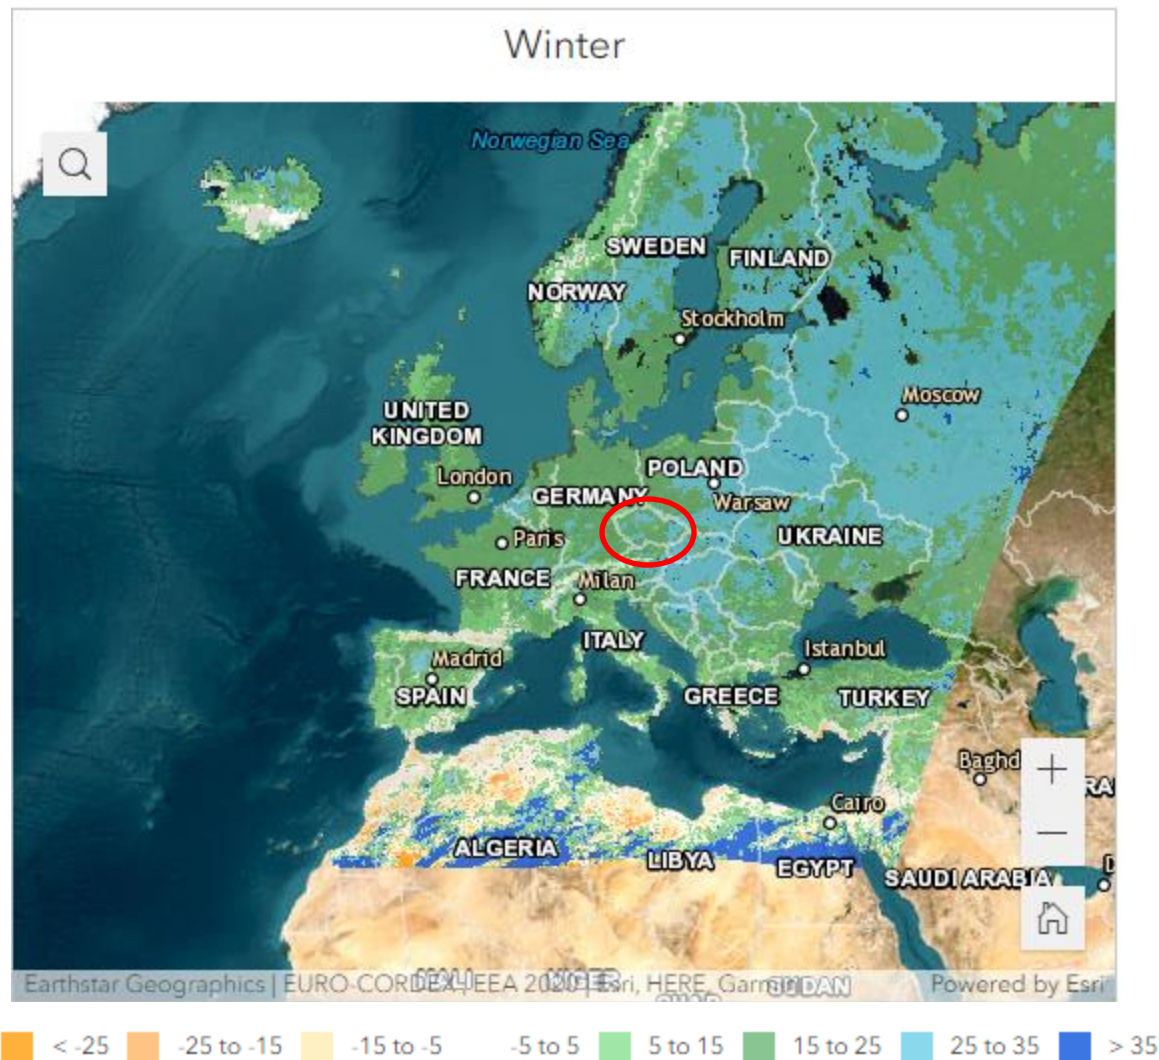 Winter
Norwegian Sea
SWEDEN
FINLAND
NORWAY
Stockholm
Moscow
UNITED
KINGDOM
London
POLAND
GERMANY
Warsaw
Paris
UKRAINE
FRANCE
Milan
ITALY
Istanbul
Madrid
SPAIN
GREECE
TURKEY
Baghd
Cairo
ALGERIA
LIBYA
EGYPT
SAUDI ARABIA
Earthstar Geographics | EURO-CORDEX, EEA 2020 | Esri, HERE, Garmin Powered by Esri
< -25 -25 to -15 -15 to -5 -5 to 5 5 to 15 15 to 25 25 to 35 > 35